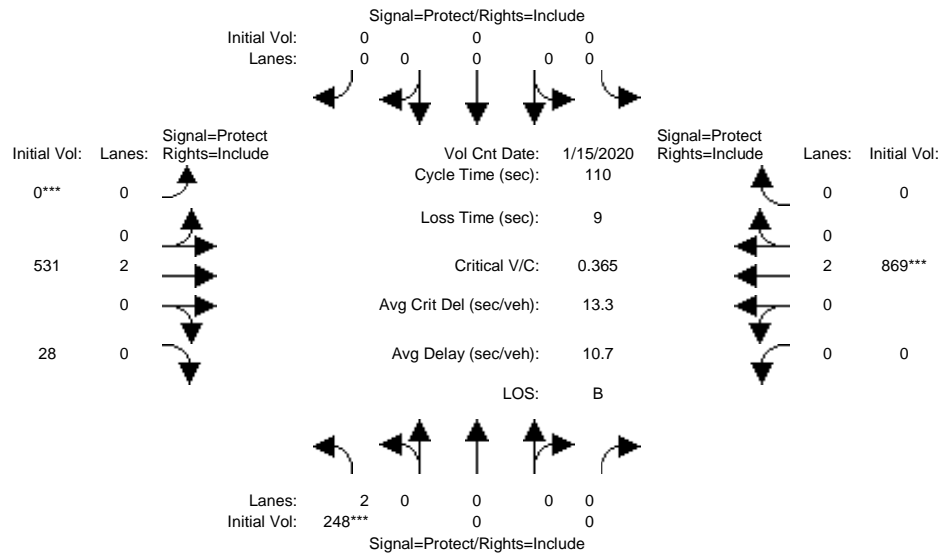 Signal=Protect/Rights=Include
Initial Vol: 0 0 0
Lanes: 0 0 0 0 0
Signal=Protect
Initial Vol: Lanes: Rights=Include
Vol Cnt Date: 1/15/2020
Signal=Protect
Rights=Include Lanes: Initial Vol:
Cycle Time (sec): 110
0*** 0
0 0
Loss Time (sec): 9
0
0
531 2
Critical V/C: 0.365
2 869***
0
Avg Crit Del (sec/veh): 13.3
0
28 0
Avg Delay (sec/veh): 10.7
0 0
LOS: B
Lanes: 2 0 0 0 0
Initial Vol: 248*** 0 0
Signal=Protect/Rights=Include